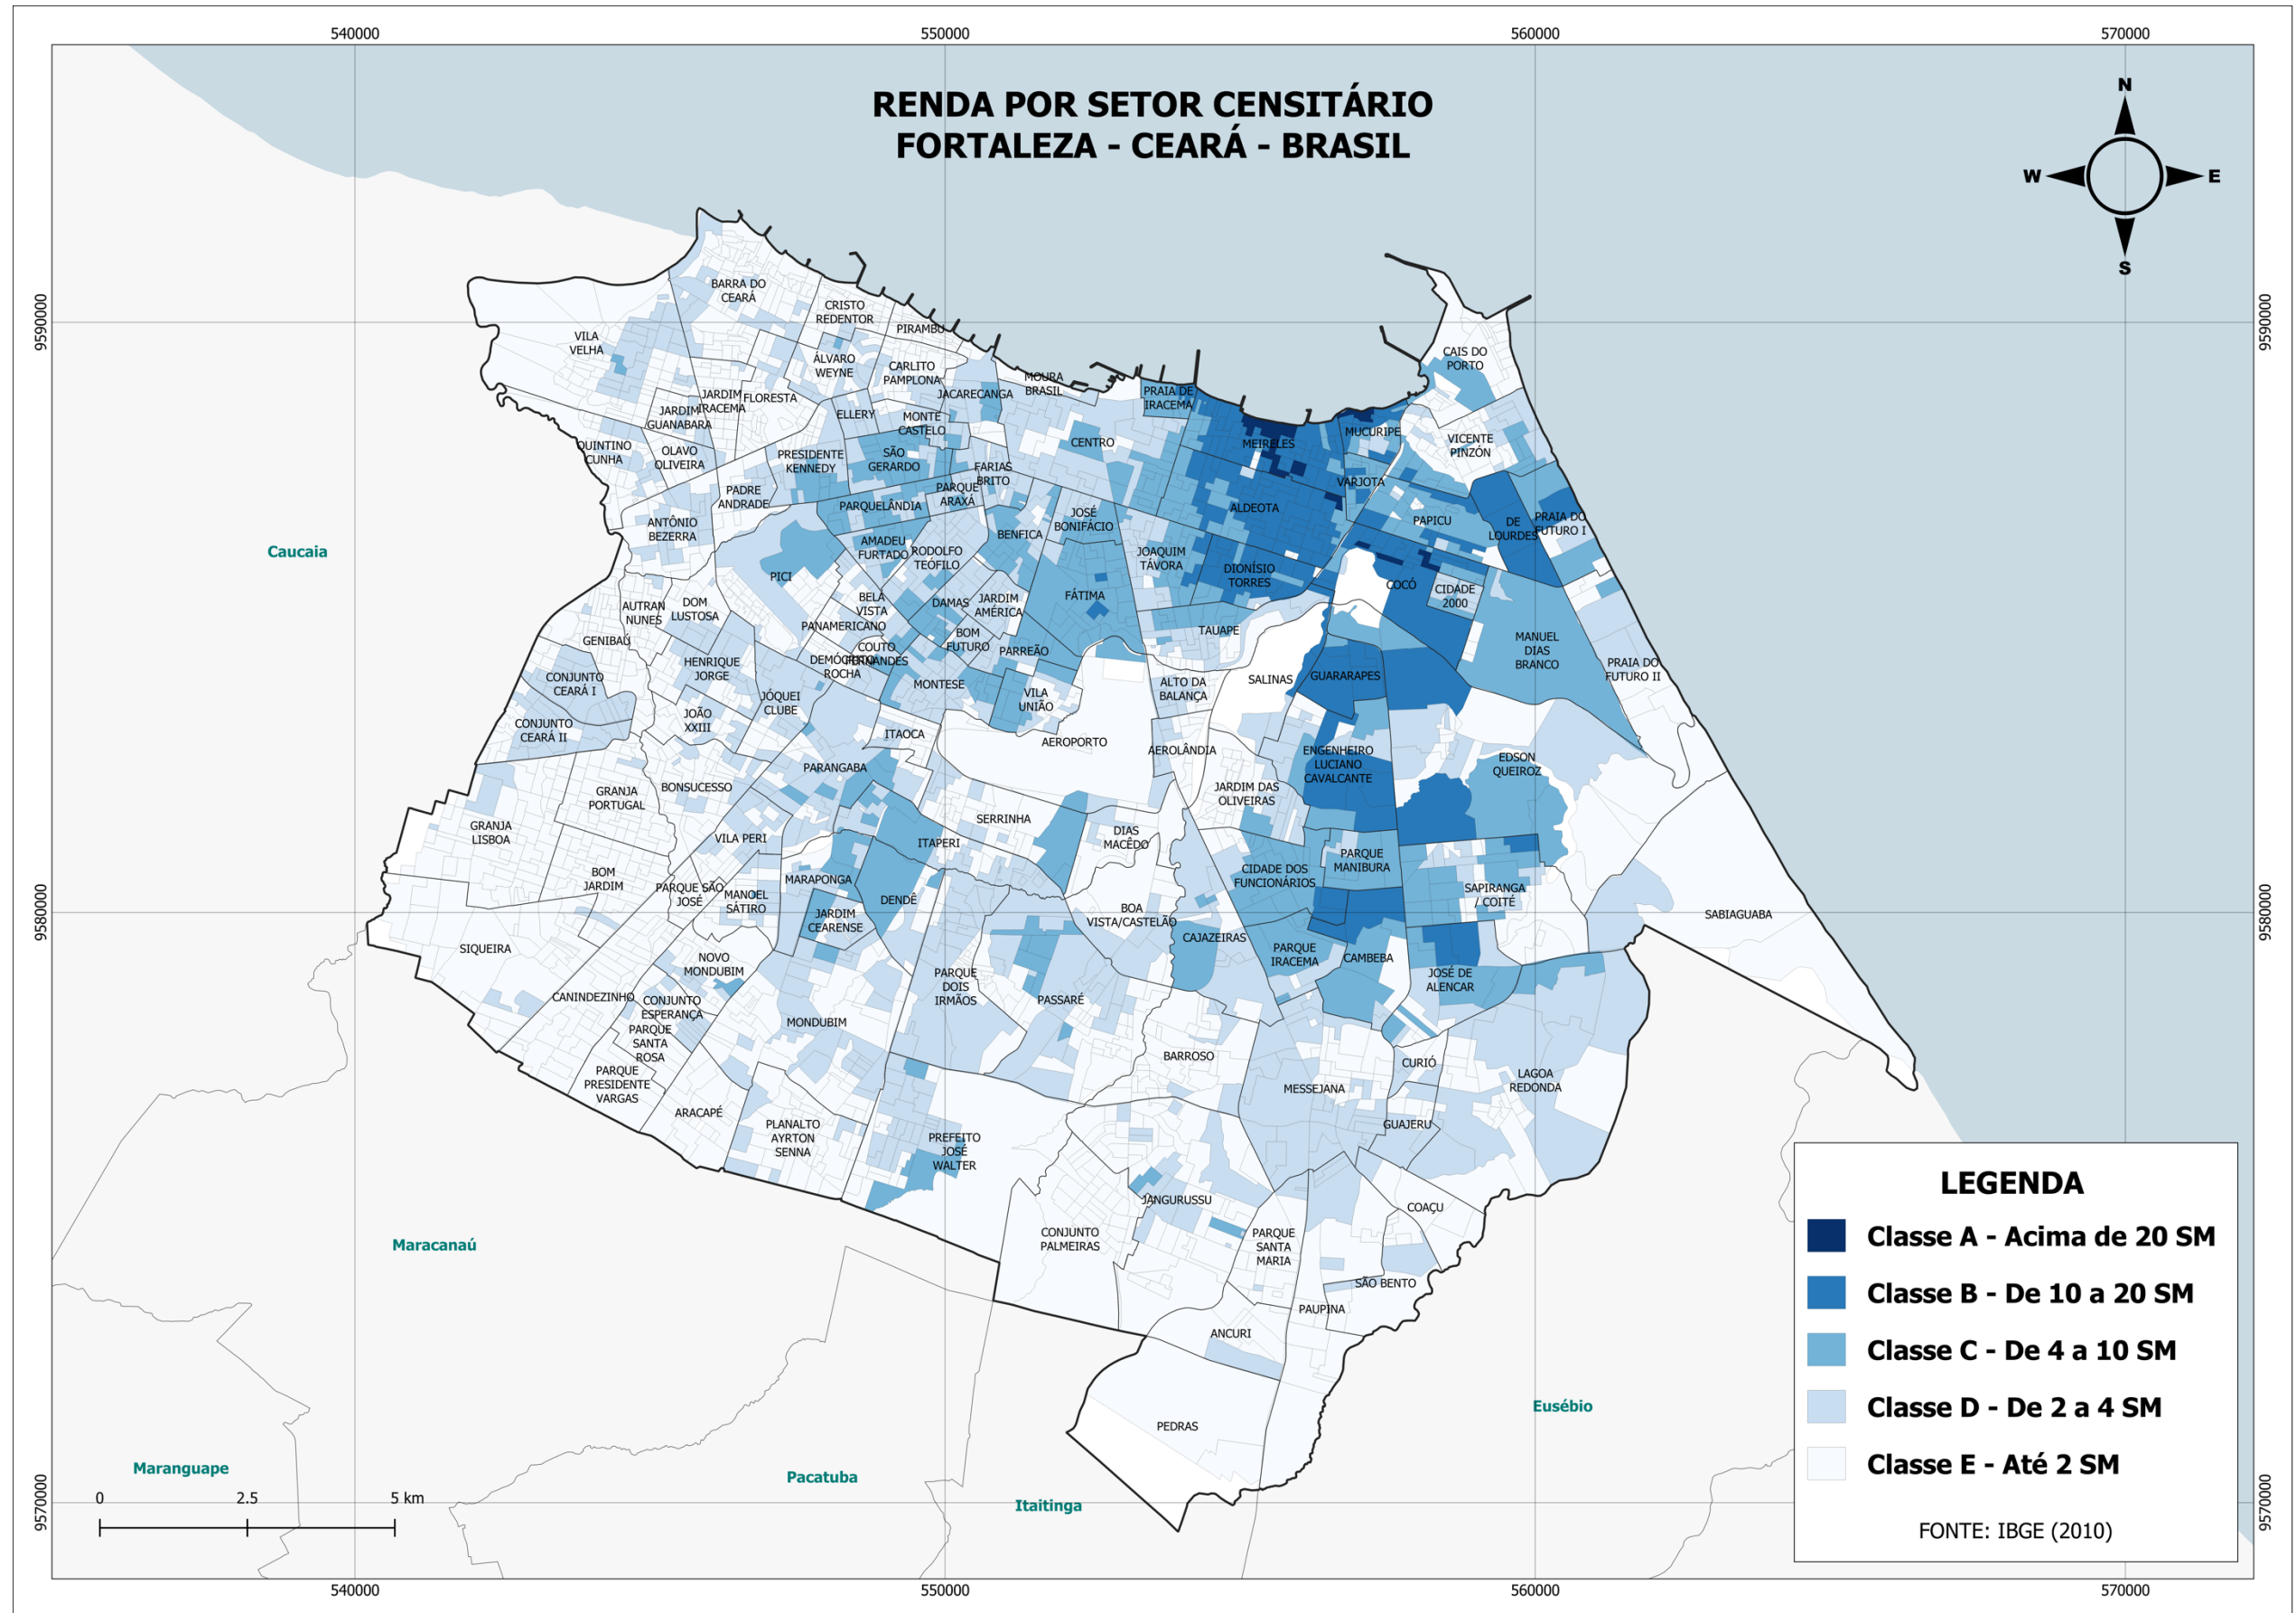 540000
550000
560000
570000
RENDA POR SETOR CENSITÁRIO
FORTALEZA - CEARÁ - BRASIL
N
W
E
S
9590000
9590000
BARRA DO
CEARÁ
CRISTO
REDENTOR
PIRAMBU
VILA
VELHA
ÁLVARO
WEYNE
CARLITO
PAMPLONA
CAIS DO
PORTO
MOURA
BRASIL
JACARECANGA
PRAIA DE
IRACEMA
JARDIM
IRACEMA
FLORESTA
JARDIM
GUANABARA
ELLERY
MONTE
CASTELO
CENTRO
MEIRELES
MUCURIPE
VICENTE
PINZÓN
QUINTINO
CUNHA
OLAVO
OLIVEIRA
PRESIDENTE
KENNEDY
SÃO
GERARDO
FARIAS
BRITO
PADRE
ANDRADE
PARQUE
ARAXÁ
PARQUELÂNDIA
VARJOTA
ALDEOTA
ANTÔNIO
BEZERRA
JOSÉ
BONIFÁCIO
PAPICU
DE
LOURDES
PRAIA DO
FUTURO I
BENFICA
AMADEU
FURTADO
RODOLFO
TEÓFILO
JOAQUIM
TÁVORA
Caucaia
PICI
DIONÍSIO
TORRES
COCÓ
CIDADE
2000
BELA
VISTA
DAMAS
JARDIM
AMÉRICA
FÁTIMA
AUTRAN
NUNES
DOM
LUSTOSA
PANAMERICANO
TAUAPE
GENIBAÚ
COUTO
FERNANDES
BOM
FUTURO
PARREÃO
MANUEL
DIAS
BRANCO
DEMÓCRITO
ROCHA
HENRIQUE
JORGE
PRAIA DO
FUTURO II
CONJUNTO
CEARÁ I
MONTESE
VILA
UNIÃO
ALTO DA
BALANÇA
SALINAS
GUARARAPES
JÓQUEI
CLUBE
JOÃO
XXIII
CONJUNTO
CEARÁ II
ITAOCA
AEROPORTO
AEROLÂNDIA
ENGENHEIRO
LUCIANO
CAVALCANTE
EDSON
QUEIROZ
PARANGABA
BONSUCESSO
GRANJA
PORTUGAL
JARDIM DAS
OLIVEIRAS
GRANJA
LISBOA
VILA PERI
ITAPERI
SERRINHA
DIAS
MACÊDO
PARQUE
MANIBURA
CIDADE DOS
FUNCIONÁRIOS
BOM
JARDIM
PARQUE SÃO
JOSÉ
MANOEL
SÁTIRO
MARAPONGA
DENDÊ
SAPIRANGA
/ COITÉ
9580000
9580000
JARDIM
CEARENSE
BOA
VISTA/CASTELÃO
SABIAGUABA
CAJAZEIRAS
SIQUEIRA
PARQUE
IRACEMA
CAMBEBA
NOVO
MONDUBIM
PARQUE
DOIS
IRMÃOS
JOSÉ DE
ALENCAR
CANINDEZINHO
CONJUNTO
ESPERANÇA
PASSARÉ
MONDUBIM
PARQUE
SANTA
ROSA
BARROSO
CURIÓ
PARQUE
PRESIDENTE
VARGAS
MESSEJANA
LAGOA
REDONDA
ARACAPÉ
PLANALTO
AYRTON
SENNA
PREFEITO
JOSÉ
WALTER
GUAJERU
JANGURUSSU
COAÇU
CONJUNTO
PALMEIRAS
PARQUE
SANTA
MARIA
Maracanaú
SÃO BENTO
PAUPINA
ANCURI
PEDRAS
Eusébio
Maranguape
Pacatuba
Itaitinga
0
2.5
5 km
9570000
9570000
LEGENDA
Classe A - Acima de 20 SM
Classe B - De 10 a 20 SM
Classe C - De 4 a 10 SM
Classe D - De 2 a 4 SM
Classe E - Até 2 SM
FONTE: IBGE (2010)
540000
550000
560000
570000